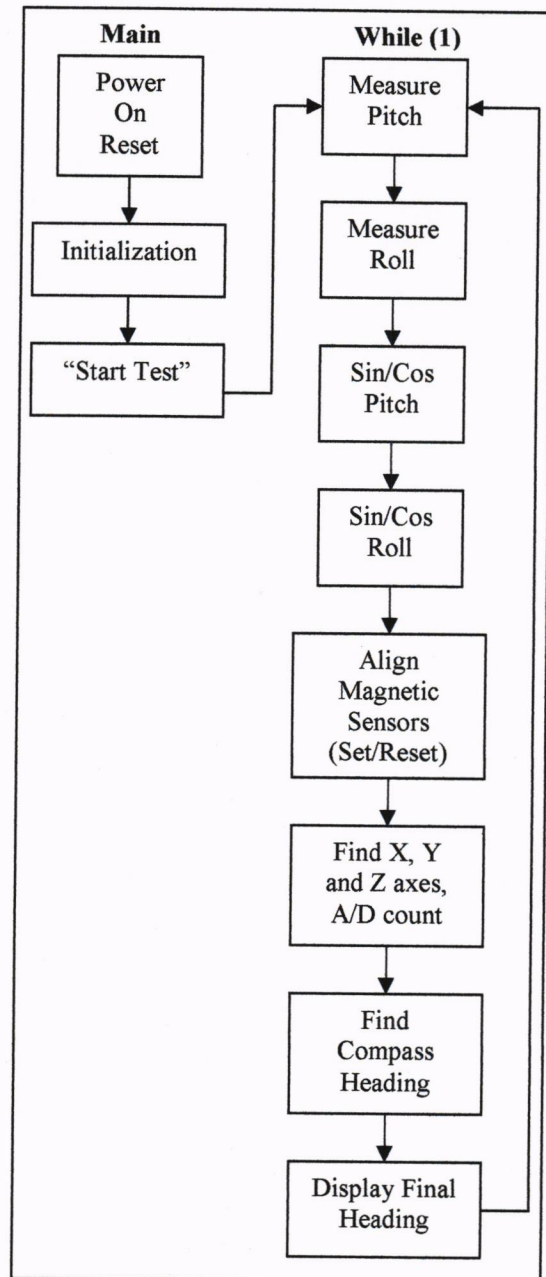 Main
Power
On
Reset
Initialization
“Start Test”
While (1)
Measure
Pitch
Measure
Roll
Sin/Cos
Pitch
Sin/Cos
Roll
Align
Magnetic
Sensors
(Set/Reset)
Find X, Y
and Z axes,
A/D count
Find
Compass
Heading
Display Final
Heading